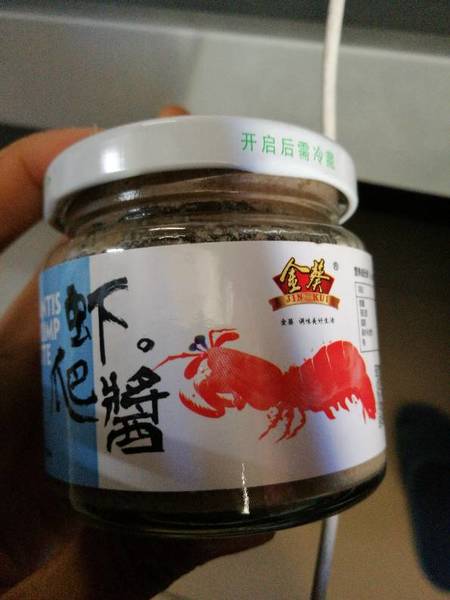 开启后需冷藏
金葵®
JIN KUI
金葵 调味美好生活
虾。
爬醬